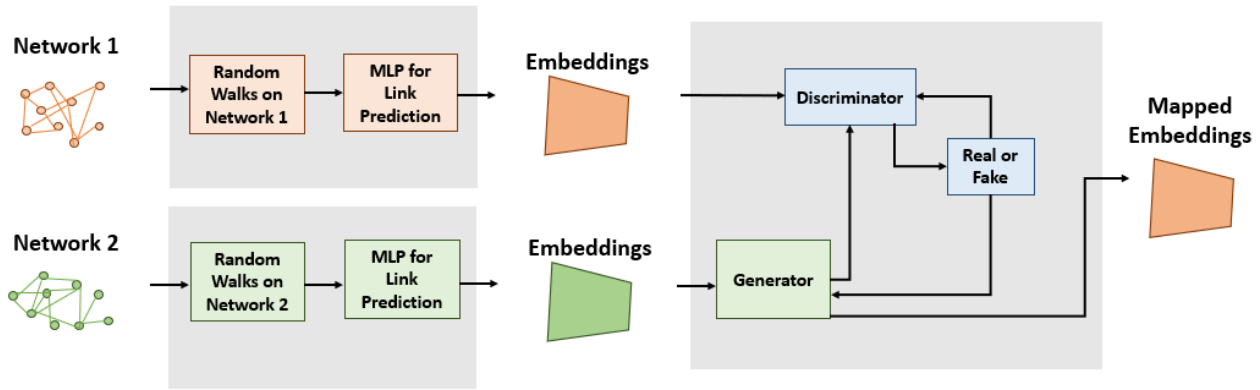 Network 1
Random
Walks on
Network 1
MLP for
Link
Prediction
Embeddings
Discriminator
Real or
Fake
Mapped
Embeddings
Network 2
Random
Walks on
Network 2
MLP for
Link
Prediction
Embeddings
Generator